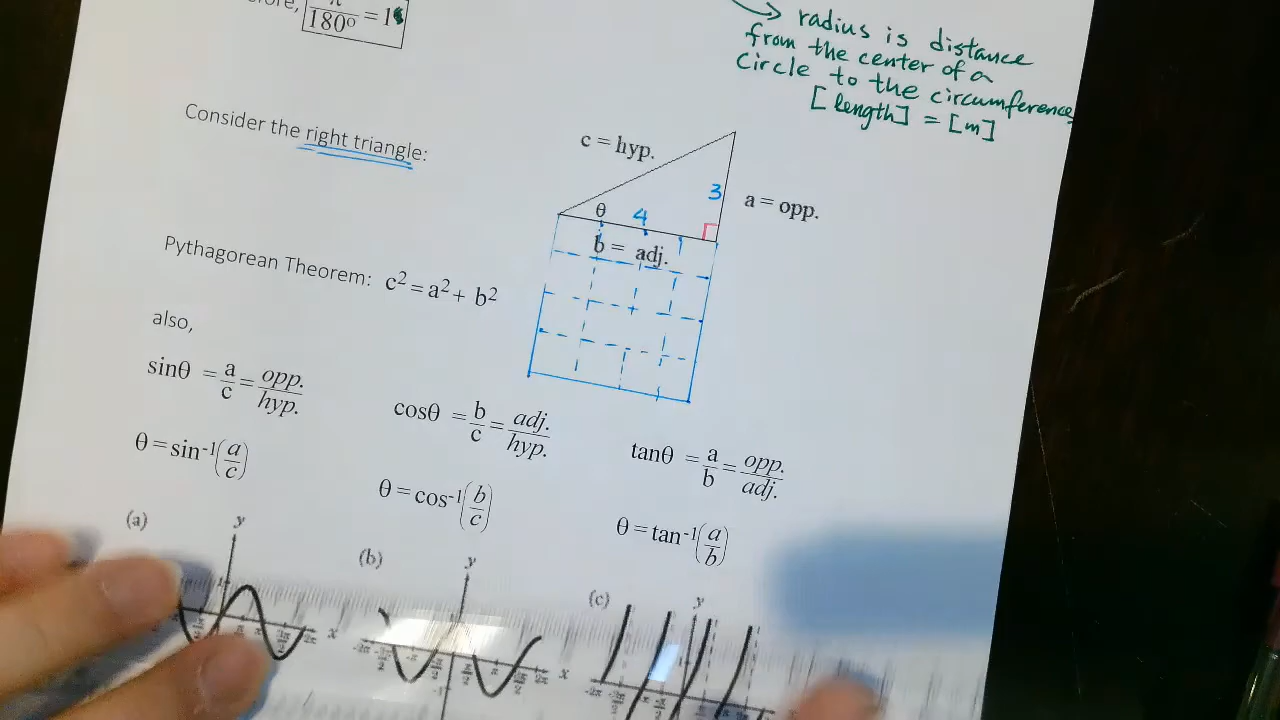 180° = 1
radius is distance
from the center of a
circle to the circumference
[length] = [m]
Consider the right triangle:
c = hyp.
3
a = opp.
θ
4
b = adj.
Pythagorean Theorem: c² = a² + b²
also,
sinθ = a/c = opp./hyp.
cosθ = b/c = adj./hyp.
tanθ = a/b = opp./adj.
θ = sin⁻¹(a/c)
θ = cos⁻¹(b/c)
θ = tan⁻¹(a/b)
(a)
y
x
(b)
y
x
(c)
y